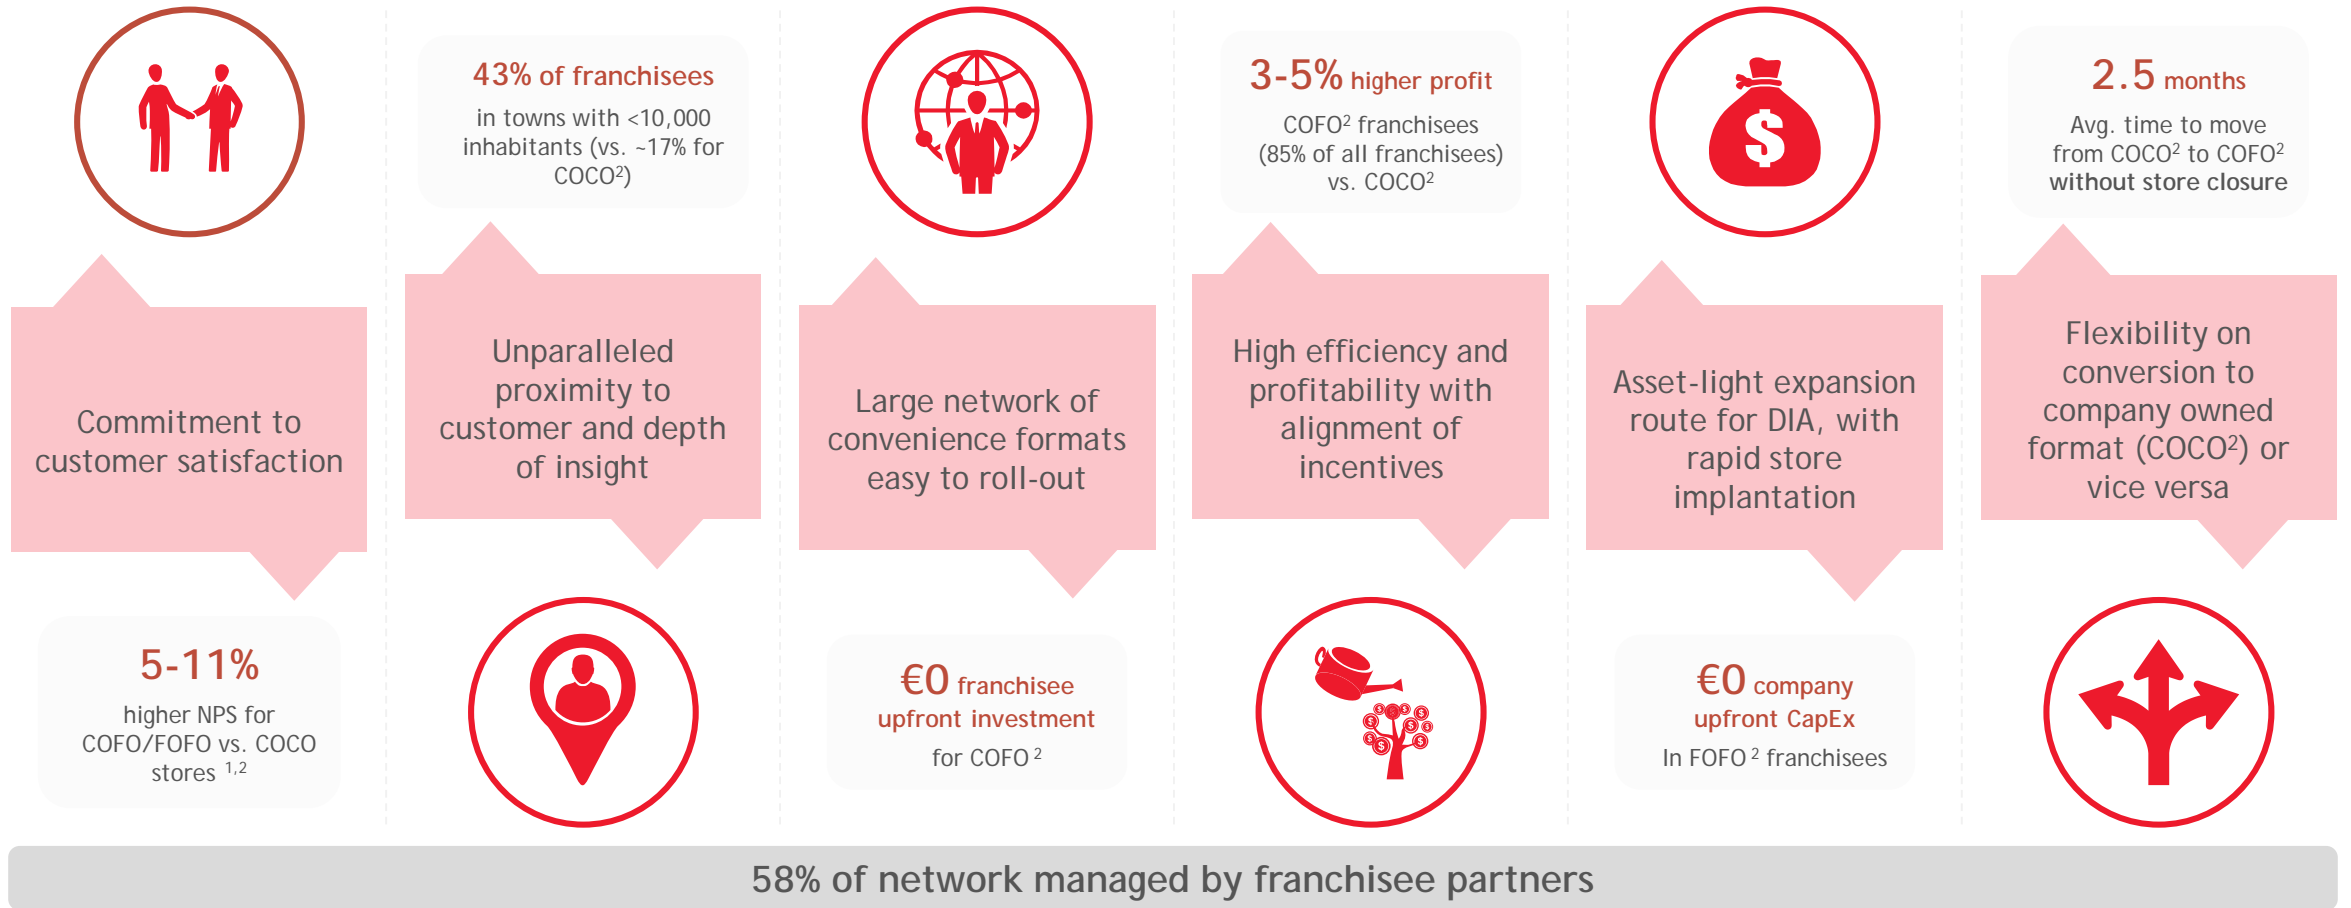 Commitment to
customer satisfaction
5-11%
higher NPS for
COFO/FOFO vs. COCO
stores 1,2
43% of franchisees
in towns with <10,000
inhabitants (vs. ~17% for
COCO2)
Unparalleled
proximity to
customer and depth
of insight
Large network of
convenience formats
easy to roll-out
€0 franchisee
upfront investment
for COFO 2
3-5% higher profit
COFO2 franchisees
(85% of all franchisees)
vs. COCO2
High efficiency and
profitability with
alignment of
incentives
$
Asset-light expansion
route for DIA, with
rapid store
implantation
€0 company
upfront CapEx
In FOFO 2 franchisees
2.5 months
Avg. time to move
from COCO2 to COFO2
without store closure
Flexibility on
conversion to
company owned
format (COCO2) or
vice versa
58% of network managed by franchisee partners